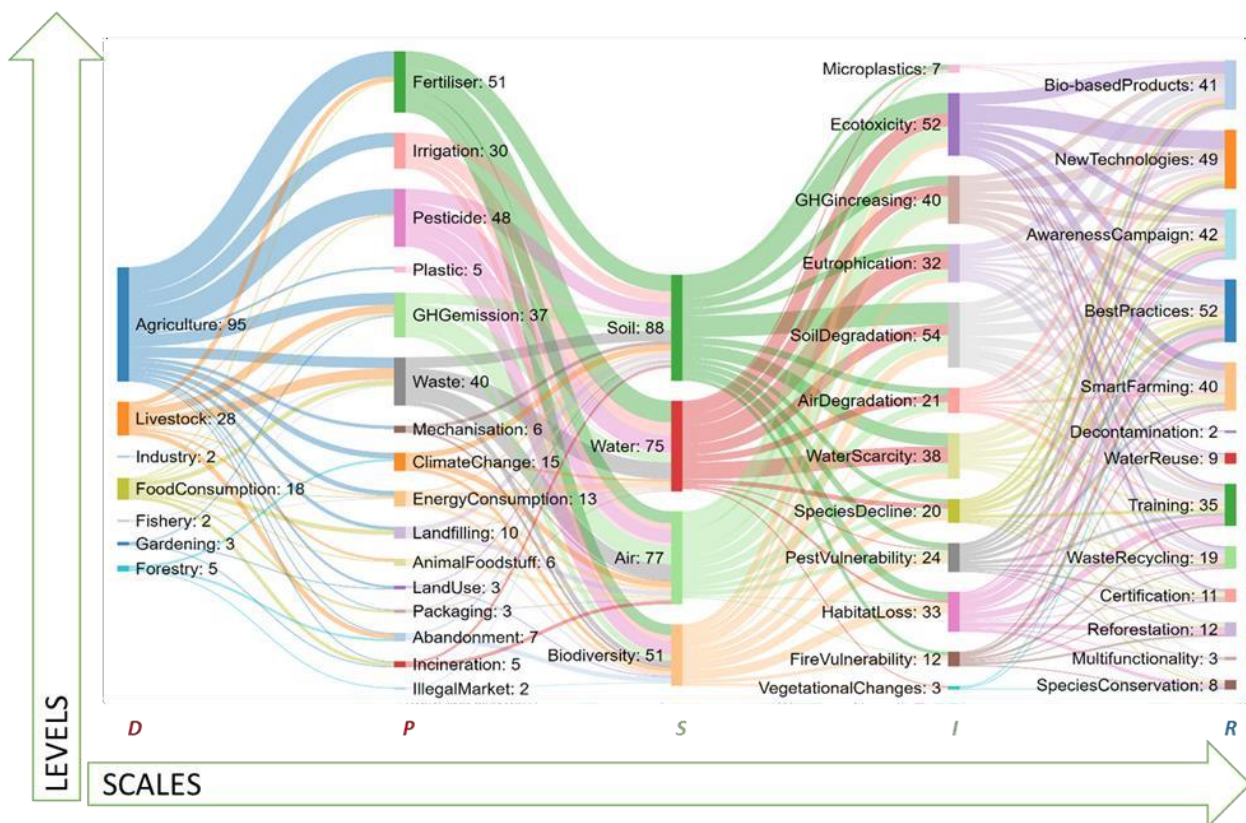 LEVELS
Agriculture: 95
Livestock: 28
Industry: 2
FoodConsumption: 18
Fishery: 2
Gardening: 3
Forestry: 5
Fertiliser: 51
Irrigation: 30
Pesticide: 48
Plastic: 5
GHGemission: 37
Waste: 40
Mechanisation: 6
ClimateChange: 15
EnergyConsumption: 13
Landfilling: 10
AnimalFoodstuff: 6
LandUse: 3
Packaging: 3
Abandonment: 7
Incineration: 5
IllegalMarket: 2
Soil: 88
Water: 75
Air: 77
Biodiversity: 51
Microplastics: 7
Ecotoxicity: 52
GHGincreasing: 40
Eutrophication: 32
SoilDegradation: 54
AirDegradation: 21
WaterScarcity: 38
SpeciesDecline: 20
PestVulnerability: 24
HabitatLoss: 33
FireVulnerability: 12
VegetationalChanges: 3
Bio-basedProducts: 41
NewTechnologies: 49
AwarenessCampaign: 42
BestPractices: 52
SmartFarming: 40
Decontamination: 2
WaterReuse: 9
Training: 35
WasteRecycling: 19
Certification: 11
Reforestation: 12
Multifunctionality: 3
SpeciesConservation: 8
D P S I R
SCALES